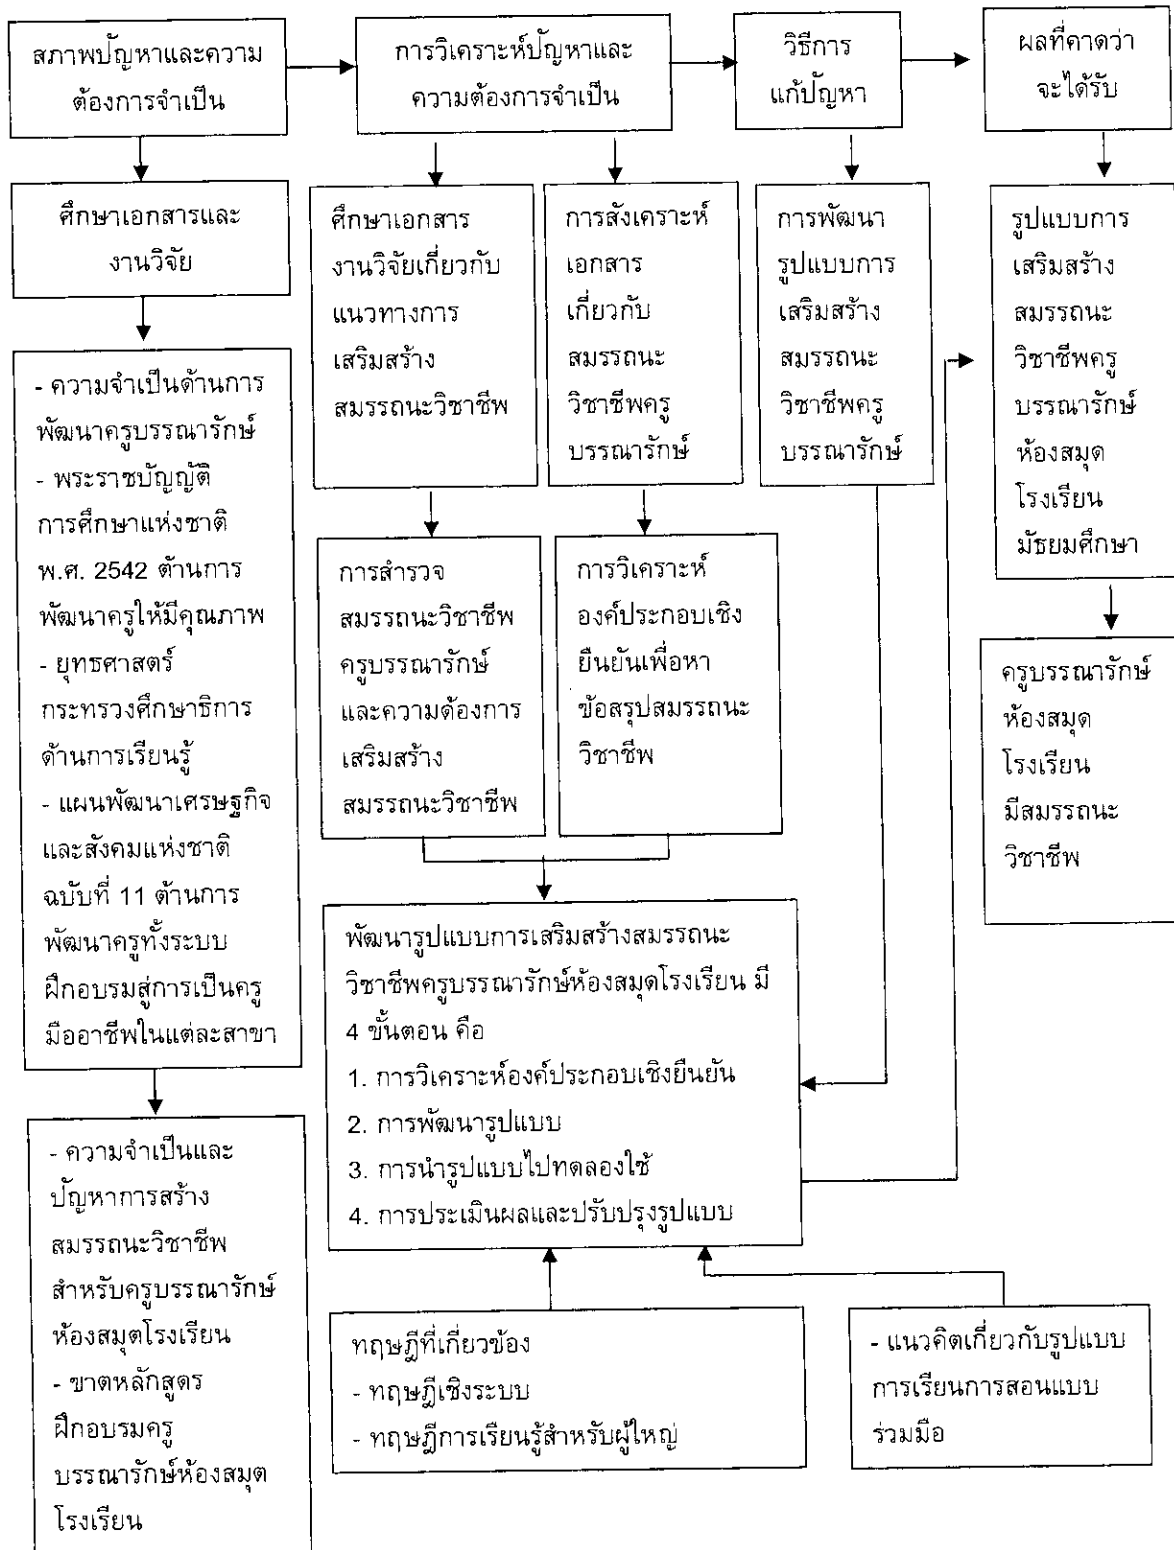 สภาพปัญหาและความ
ต้องการจำเป็น
การวิเคราะห์ปัญหาและ
ความต้องการจำเป็น
วิธีการ
แก้ปัญหา
ผลที่คาดว่า
จะได้รับ
ศึกษาเอกสารและ
งานวิจัย
ศึกษาเอกสาร
งานวิจัยเกี่ยวกับ
แนวทางการ
เสริมสร้าง
สมรรถนะวิชาชีพ
การสังเคราะห์
เอกสาร
เกี่ยวกับ
สมรรถนะ
วิชาชีพครู
บรรณารักษ์
การพัฒนา
รูปแบบการ
เสริมสร้าง
สมรรถนะ
วิชาชีพครู
บรรณารักษ์
รูปแบบการ
เสริมสร้าง
สมรรถนะ
วิชาชีพครู
บรรณารักษ์
ห้องสมุด
โรงเรียน
มัธยมศึกษา
- ความจำเป็นด้านการ
พัฒนาครูบรรณารักษ์
- พระราชบัญญัติ
การศึกษาแห่งชาติ
พ.ศ. 2542 ด้านการ
พัฒนาครูให้มีคุณภาพ
- ยุทธศาสตร์
กระทรวงศึกษาธิการ
ด้านการเรียนรู้
- แผนพัฒนาเศรษฐกิจ
และสังคมแห่งชาติ
ฉบับที่ 11 ด้านการ
พัฒนาครูทั้งระบบ
ฝึกอบรมสู่การเป็นครู
มืออาชีพในแต่ละสาขา
การสำรวจ
สมรรถนะวิชาชีพ
ครูบรรณารักษ์
และความต้องการ
เสริมสร้าง
สมรรถนะวิชาชีพ
การวิเคราะห์
องค์ประกอบเชิง
ยืนยันเพื่อหา
ข้อสรุปสมรรถนะ
วิชาชีพ
ครูบรรณารักษ์
ห้องสมุด
โรงเรียน
มีสมรรถนะ
วิชาชีพ
พัฒนารูปแบบการเสริมสร้างสมรรถนะ
วิชาชีพครูบรรณารักษ์ห้องสมุดโรงเรียน มี
4 ขั้นตอน คือ
1. การวิเคราะห์องค์ประกอบเชิงยืนยัน
2. การพัฒนารูปแบบ
3. การนำรูปแบบไปทดลองใช้
4. การประเมินผลและปรับปรุงรูปแบบ
- ความจำเป็นและ
ปัญหาการสร้าง
สมรรถนะวิชาชีพ
สำหรับครูบรรณารักษ์
ห้องสมุดโรงเรียน
- ขาดหลักสูตร
ฝึกอบรมครู
บรรณารักษ์ห้องสมุด
โรงเรียน
ทฤษฎีที่เกี่ยวข้อง
- ทฤษฎีเชิงระบบ
- ทฤษฎีการเรียนรู้สำหรับผู้ใหญ่
- แนวคิดเกี่ยวกับรูปแบบ
การเรียนการสอนแบบ
ร่วมมือ